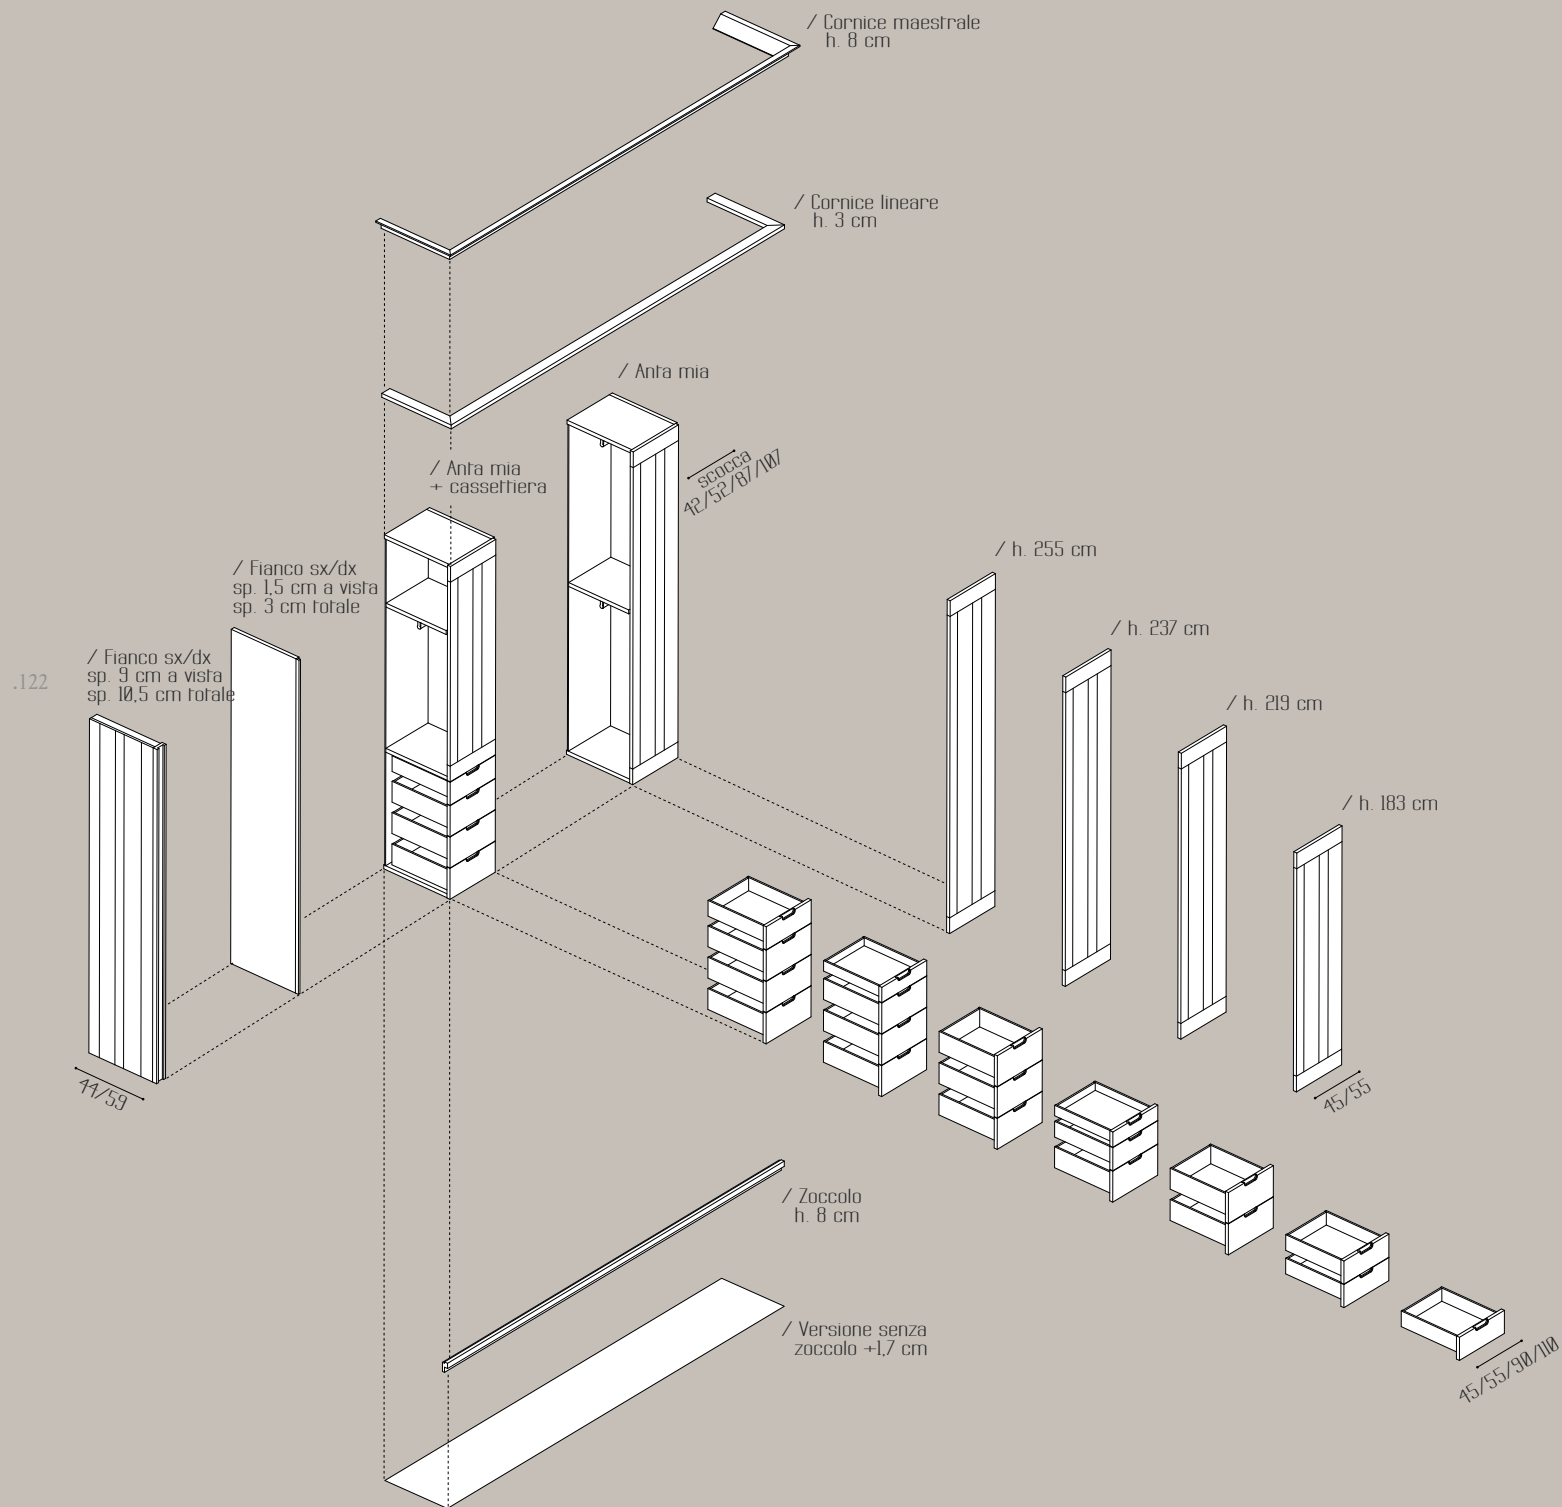 / Cornice maestrale
h. 8 cm
/ Cornice lineare
h. 3 cm
/ Anta mia
scocca
42/52/87/107
/ Anta mia
+ cassettiera
/ Fianco sx/dx
sp. 1,5 cm a vista
sp. 3 cm totale
/ Fianco sx/dx
sp. 9 cm a vista
sp. 10,5 cm totale
.122
/ h. 255 cm
/ h. 237 cm
/ h. 219 cm
/ h. 183 cm
44/59
45/55
/ Zoccolo
h. 8 cm
/ Versione senza
zoccolo +1,7 cm
45/55/90/110